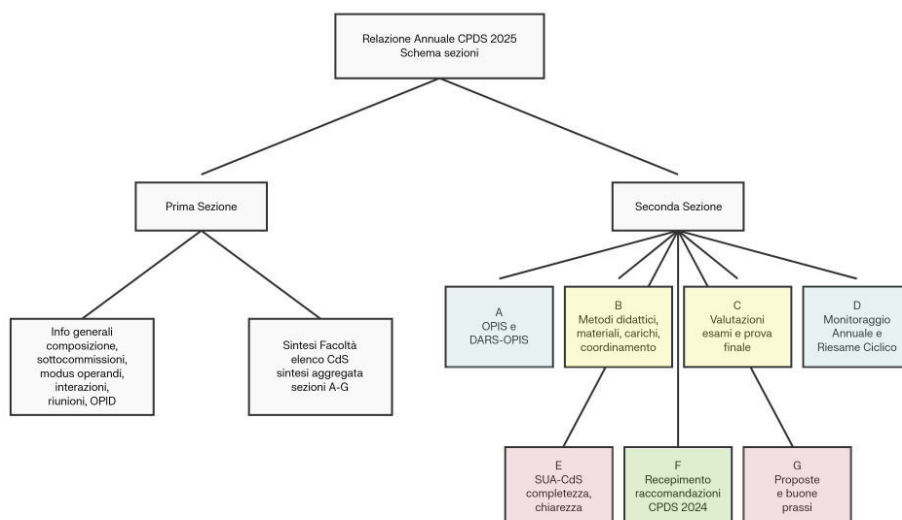 Relazione Annuale CPDS 2025
Schema sezioni
Prima Sezione
Seconda Sezione
Info generali
composizione,
sottocommissioni,
modus operandi,
interazioni,
riunioni, OPID
Sintesi Facoltà
elenco CdS
sintesi aggregata
sezioni A-G
A
OPIS e
DARS-OPIS
B
Metodi didattici,
materiali, carichi,
coordinamento
C
Valutazioni
esami e prova
finale
D
Monitoraggio
Annuale e
Riesame Ciclico
E
SUA-CdS
completezza,
chiarezza
F
Recepimento
raccomandazioni
CPDS 2024
G
Proposte
e buone
prassi